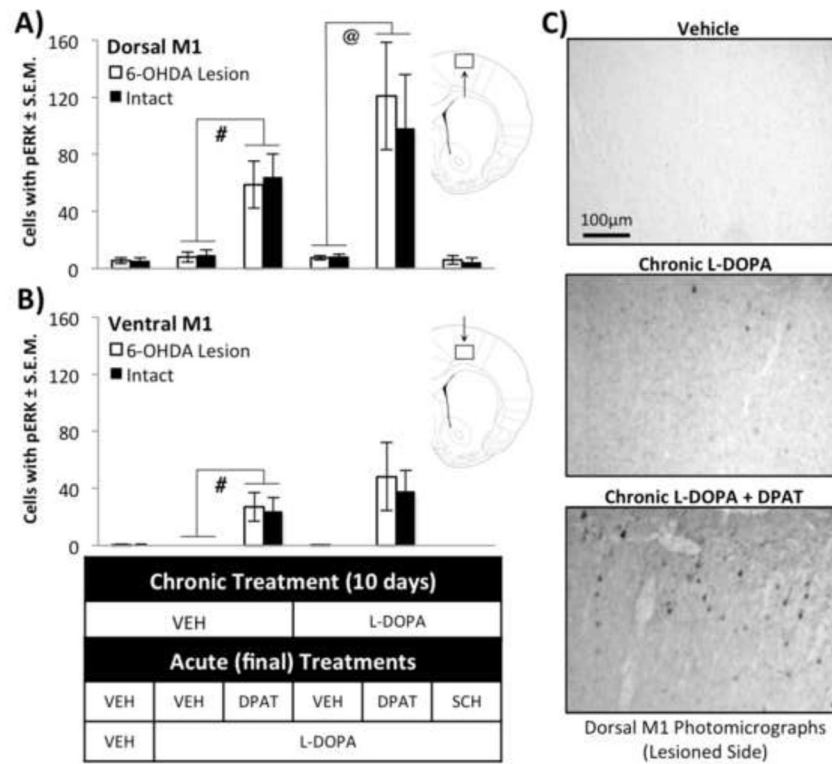 A)
Dorsal M1
6-OHDA Lesion
Intact
Cells with pERK ± S.E.M.
160
120
80
40
0
#
@
B)
Ventral M1
6-OHDA Lesion
Intact
Cells with pERK ± S.E.M.
160
120
80
40
0
#
Chronic Treatment (10 days)
VEH L-DOPA
Acute (final) Treatments
VEH VEH DPAT VEH DPAT SCH
VEH L-DOPA
C)
Vehicle
100µm
Chronic L-DOPA
Chronic L-DOPA + DPAT
Dorsal M1 Photomicrographs
(Lesioned Side)